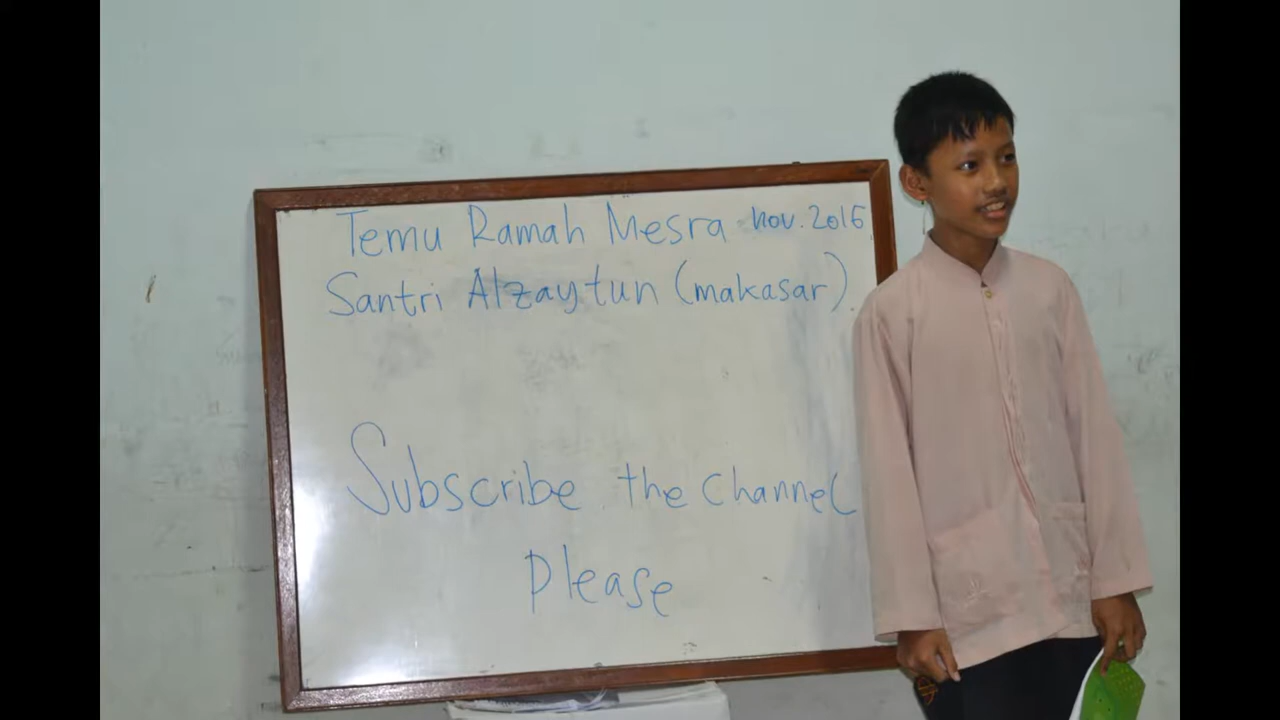 Temu Ramah Mesra nov. 2016
Santri Alzaytun (makasar).
Subscribe the Channel
please